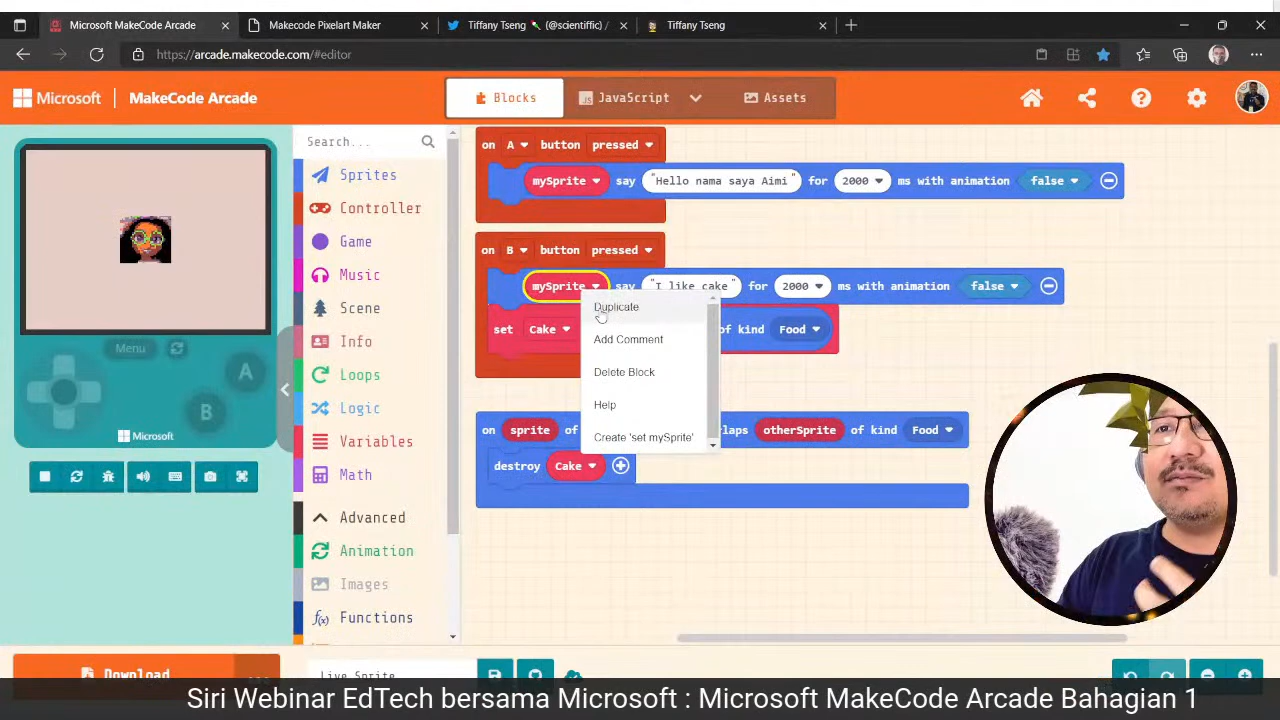 Microsoft MakeCode Arcade
Makecode Pixelart Maker
Tiffany Tseng (@scientiffic) /
Tiffany Tseng
https://arcade.makecode.com/#editor
Microsoft
MakeCode Arcade
Blocks
JavaScript
Assets
Menu
A
B
Microsoft
Search...
Sprites
Controller
Game
Music
Scene
Info
Loops
Logic
Variables
Math
Advanced
Animation
Images
Functions
on A button pressed
mySprite say "Hello nama saya Aimi" for 2000 ms with animation false
on B button pressed
mySprite say "I like cake" for 2000 ms with animation false
set Cake of kind Food
Duplicate
Add Comment
Delete Block
Help
Create 'set mySprite'
on sprite of laps otherSprite of kind Food
destroy Cake
Download
Live Sprite
Siri Webinar EdTech bersama Microsoft : Microsoft MakeCode Arcade Bahagian 1